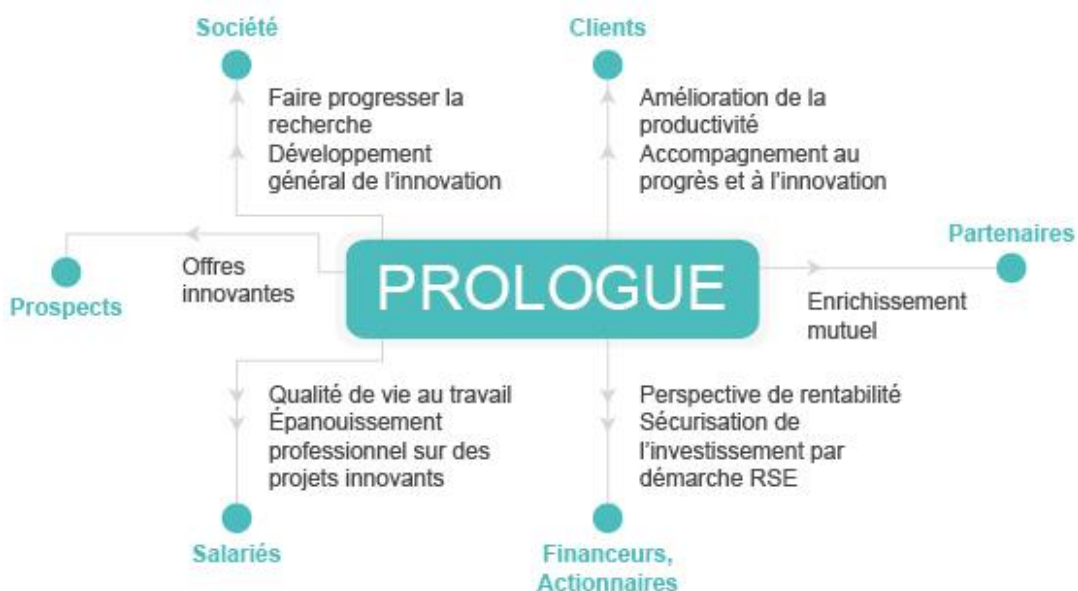 Société
Faire progresser la
recherche
Développement
général de l'innovation
Clients
Amélioration de la
productivité
Accompagnement au
progrès et à l'innovation
Prospects
Offres
innovantes
PROLOGUE
Partenaires
Enrichissement
mutuel
Qualité de vie au travail
Épanouissement
professionnel sur des
projets innovants
Salariés
Perspective de rentabilité
Sécurisation de
l'investissement par
démarche RSE
Financeurs,
Actionnaires